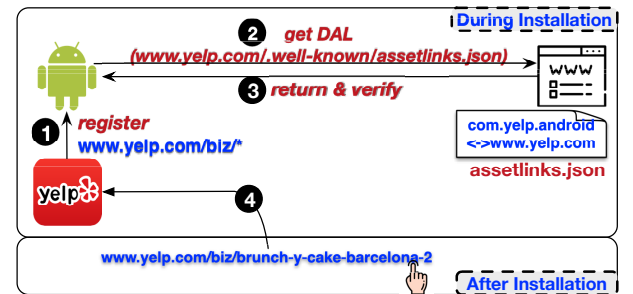 During Installation
2 get DAL
(www.yelp.com/.well-known/assetlinks.json)
WWW
3 return & verify
1 register
www.yelp.com/biz/*
com.yelp.android
<->www.yelp.com
assetlinks.json
yelp
4
www.yelp.com/biz/brunch-y-cake-barcelona-2
After Installation